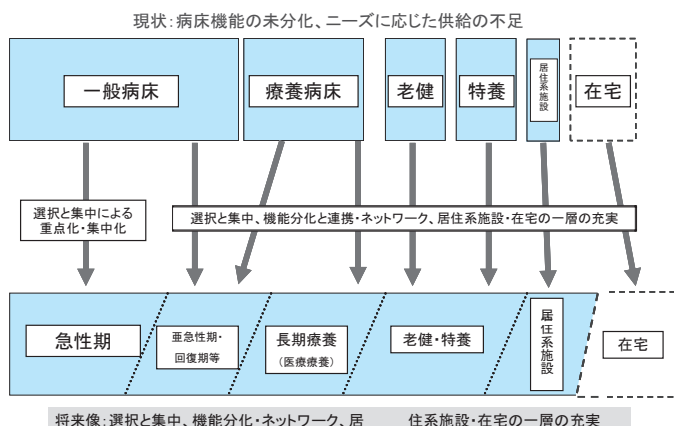 現状：病床機能の未分化、ニーズに応じた供給の不足
一般病床
療養病床
老健
特養
居住系施設
在宅
選択と集中による
重点化・集中化
選択と集中、機能分化と連携・ネットワーク、居住系施設・在宅の一層の充実
急性期
亜急性期・
回復期等
長期療養
（医療療養）
老健・特養
居住系施設
在宅
将来像：選択と集中、機能分化・ネットワーク、居 住系施設・在宅の一層の充実